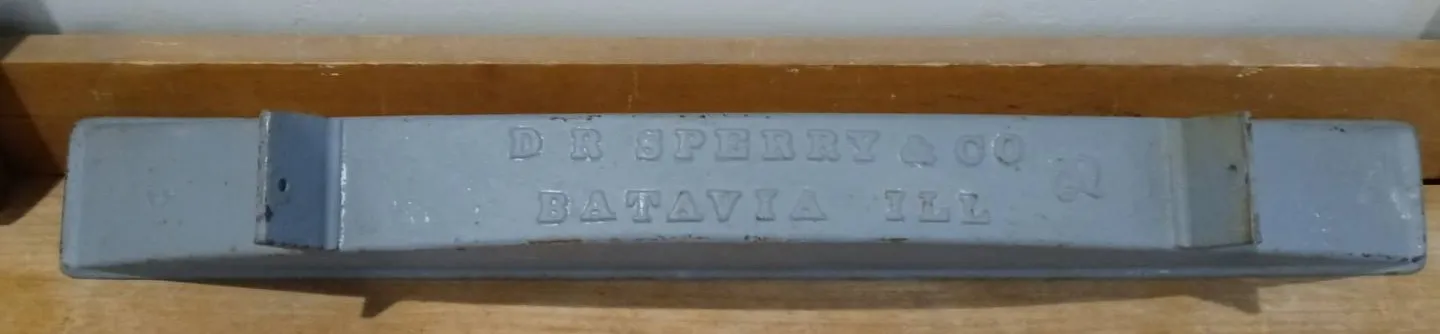 D R SPERRY & CO
BATAVIA ILL